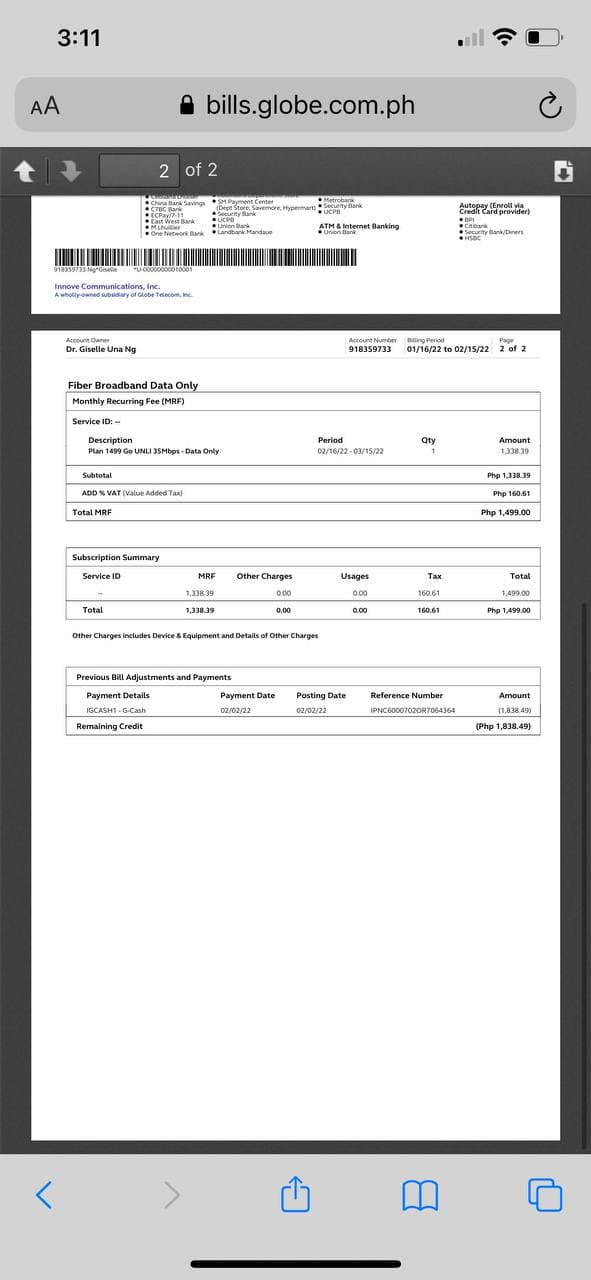 3:11
AA bills.globe.com.ph
2 of 2
• China Bank Savings
• CTBC Bank
• ECPay/7-11
• East West Bank
• M.Lhuillier
• One Network Bank
• SM Payment Center
(Dept Store, Savemore, Hypermart)
• Security Bank
• UCPB
• Union Bank
• Landbank Mandaue
• Metrobank
• Security Bank
• UCPB
ATM & Internet Banking
• Union Bank
Autopay (Enroll via
Credit Card provider)
• BPI
• Citibank
• Security Bank/Diners
• HSBC
918359733 Ng*Giselle *U-00000000010001
Innove Communications, Inc.
A wholly-owned subsidiary of Globe Telecom, Inc.
Account Owner Account Number Billing Period Page
Dr. Giselle Una Ng 918359733 01/16/22 to 02/15/22 2 of 2
Fiber Broadband Data Only
Monthly Recurring Fee (MRF)
Service ID: --
Description Period Qty Amount
Plan 1499 Go UNLI 35Mbps - Data Only 02/16/22 - 03/15/22 1 1,338.39
Subtotal Php 1,338.39
ADD % VAT (Value Added Tax) Php 160.61
Total MRF Php 1,499.00
Subscription Summary
Service ID MRF Other Charges Usages Tax Total
-- 1,338.39 0.00 0.00 160.61 1,499.00
Total 1,338.39 0.00 0.00 160.61 Php 1,499.00
Other Charges includes Device & Equipment and Details of Other Charges
Previous Bill Adjustments and Payments
Payment Details Payment Date Posting Date Reference Number Amount
IGCASH1 - G-Cash 02/02/22 02/02/22 IPNC6000702OR7064364 (1,838.49)
Remaining Credit (Php 1,838.49)